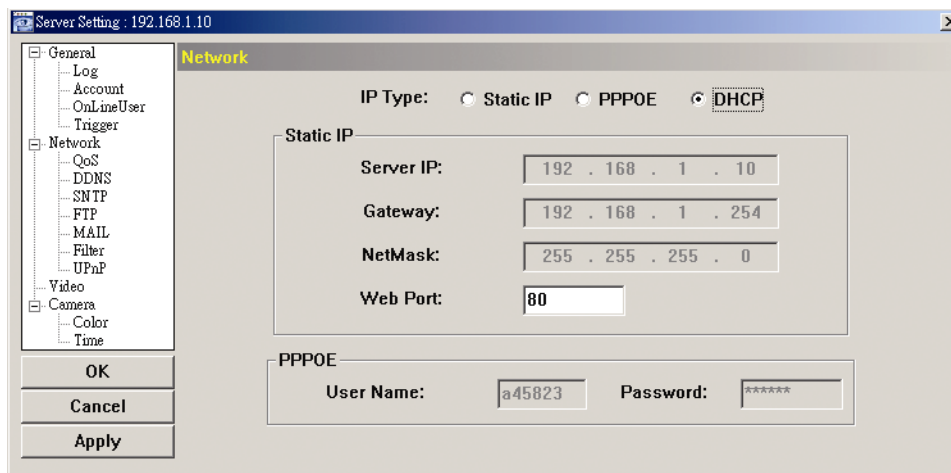 Server Setting : 192.168.1.10
General
Log
Account
OnLineUser
Trigger
Network
QoS
DDNS
SNTP
FTP
MAIL
Filter
UPnP
Video
Camera
Color
Time
OK
Cancel
Apply
Network
IP Type: Static IP PPPOE DHCP
Static IP
Server IP: 192 . 168 . 1 . 10
Gateway: 192 . 168 . 1 . 254
NetMask: 255 . 255 . 255 . 0
Web Port: 80
PPPOE
User Name: a45823 Password: ******